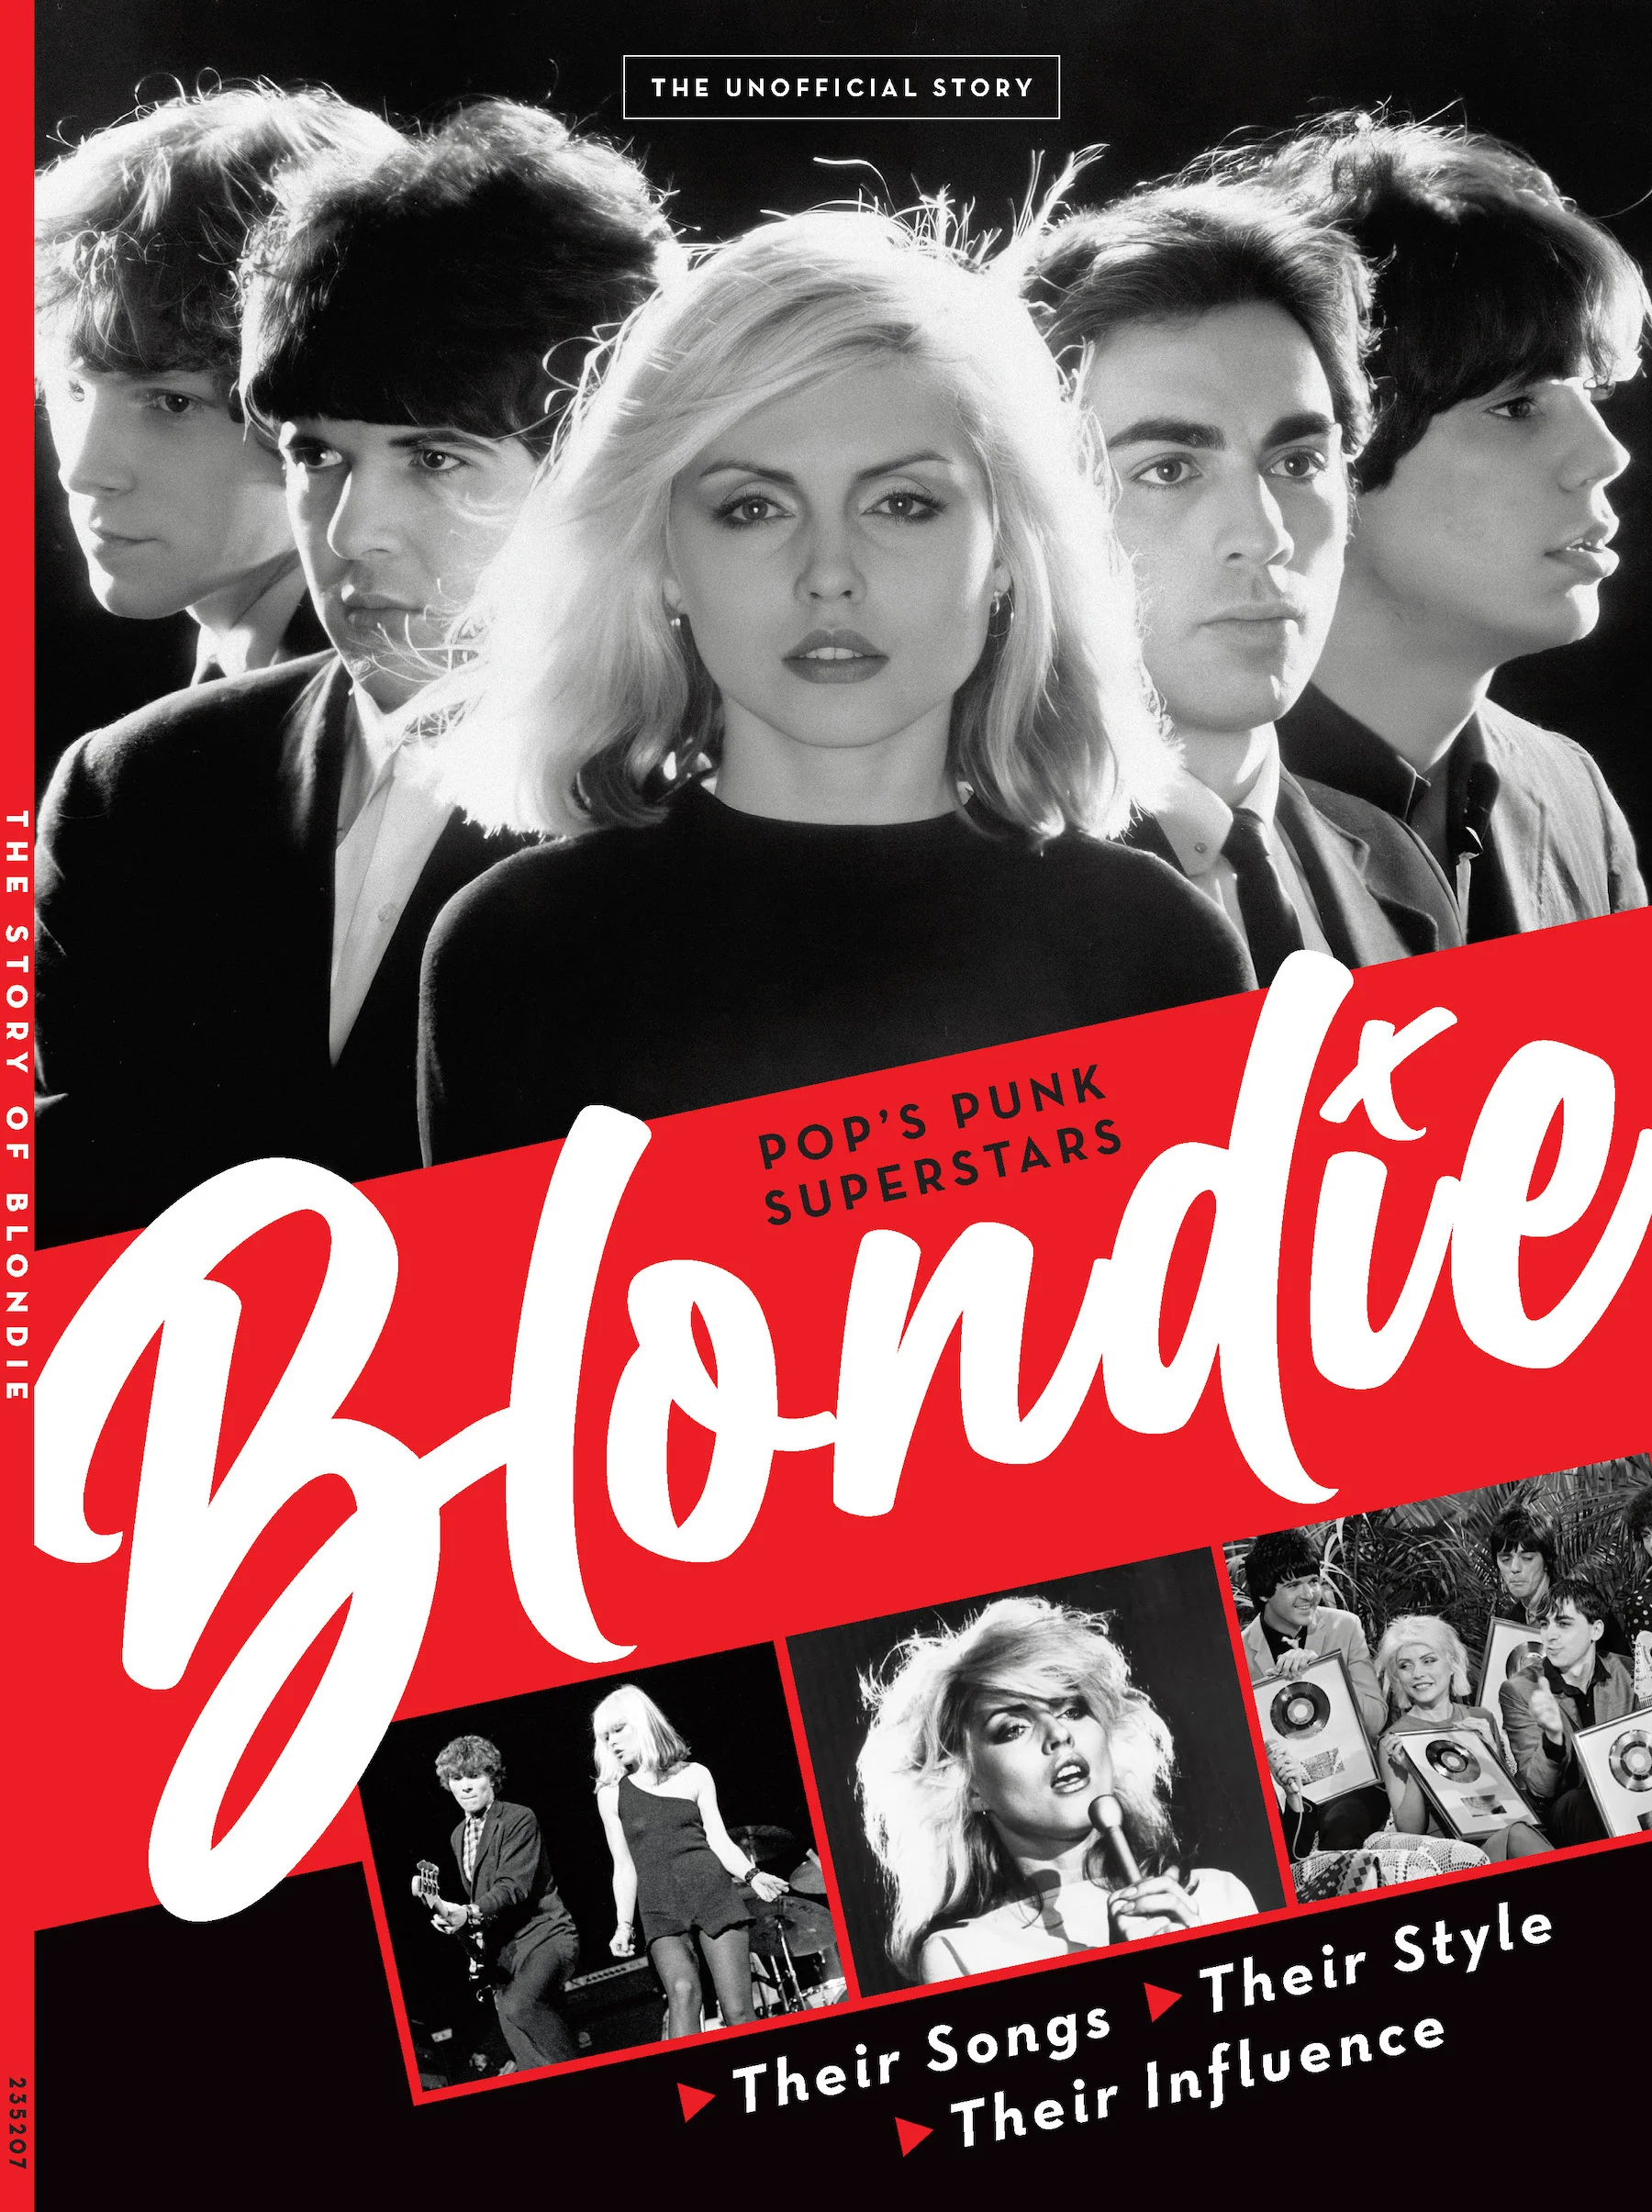 THE UNOFFICIAL STORY
POP'S PUNK
SUPERSTARS
Blondie
Their Songs
Their Style
Their Influence
THE STORY OF BLONDIE
235207